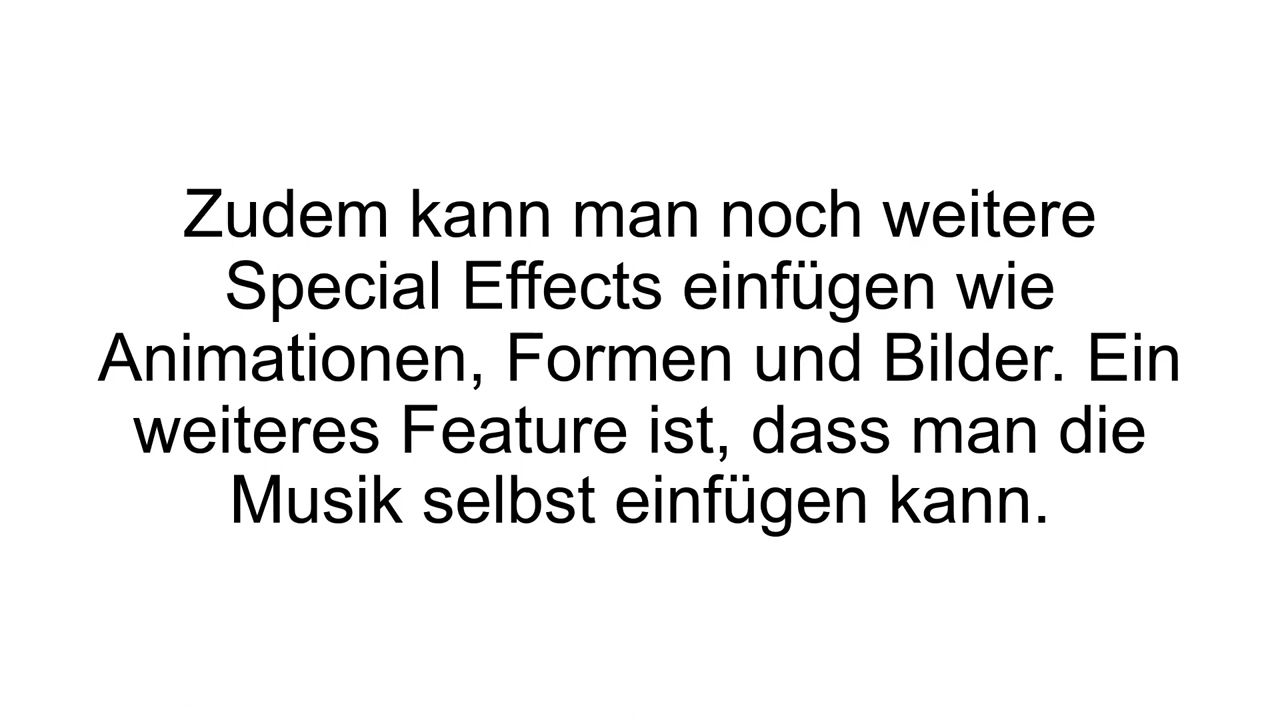 Zudem kann man noch weitere
Special Effects einfügen wie
Animationen, Formen und Bilder. Ein
weiteres Feature ist, dass man die
Musik selbst einfügen kann.